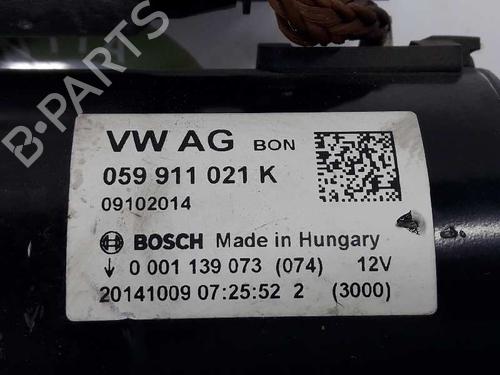 B-PARTS
VW AG BON
059 911 021 K
09102014
BOSCH Made in Hungary
↓ 0 001 139 073 (074) 12V
20141009 07:25:52 2 (3000)